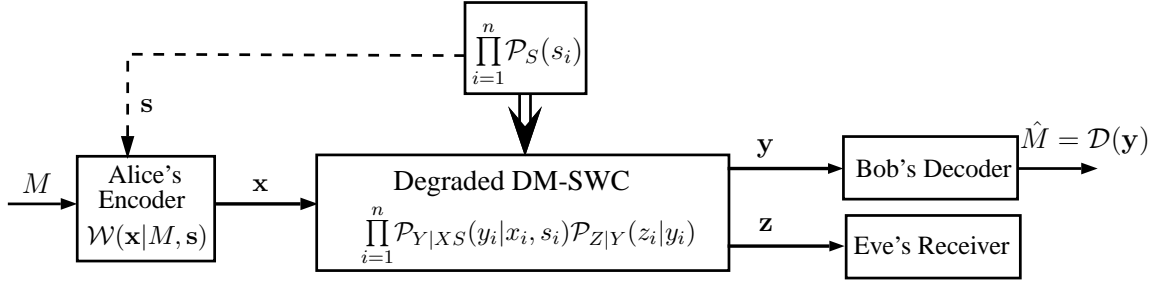 n
∏ 𝒫_S(s_i)
i=1
s
M
Alice's
Encoder
𝒲(x|M, s)
x
Degraded DM-SWC
n
∏ 𝒫_{Y|XS}(y_i|x_i, s_i)𝒫_{Z|Y}(z_i|y_i)
i=1
y
Bob's Decoder
M̂ = 𝒟(y)
z
Eve's Receiver